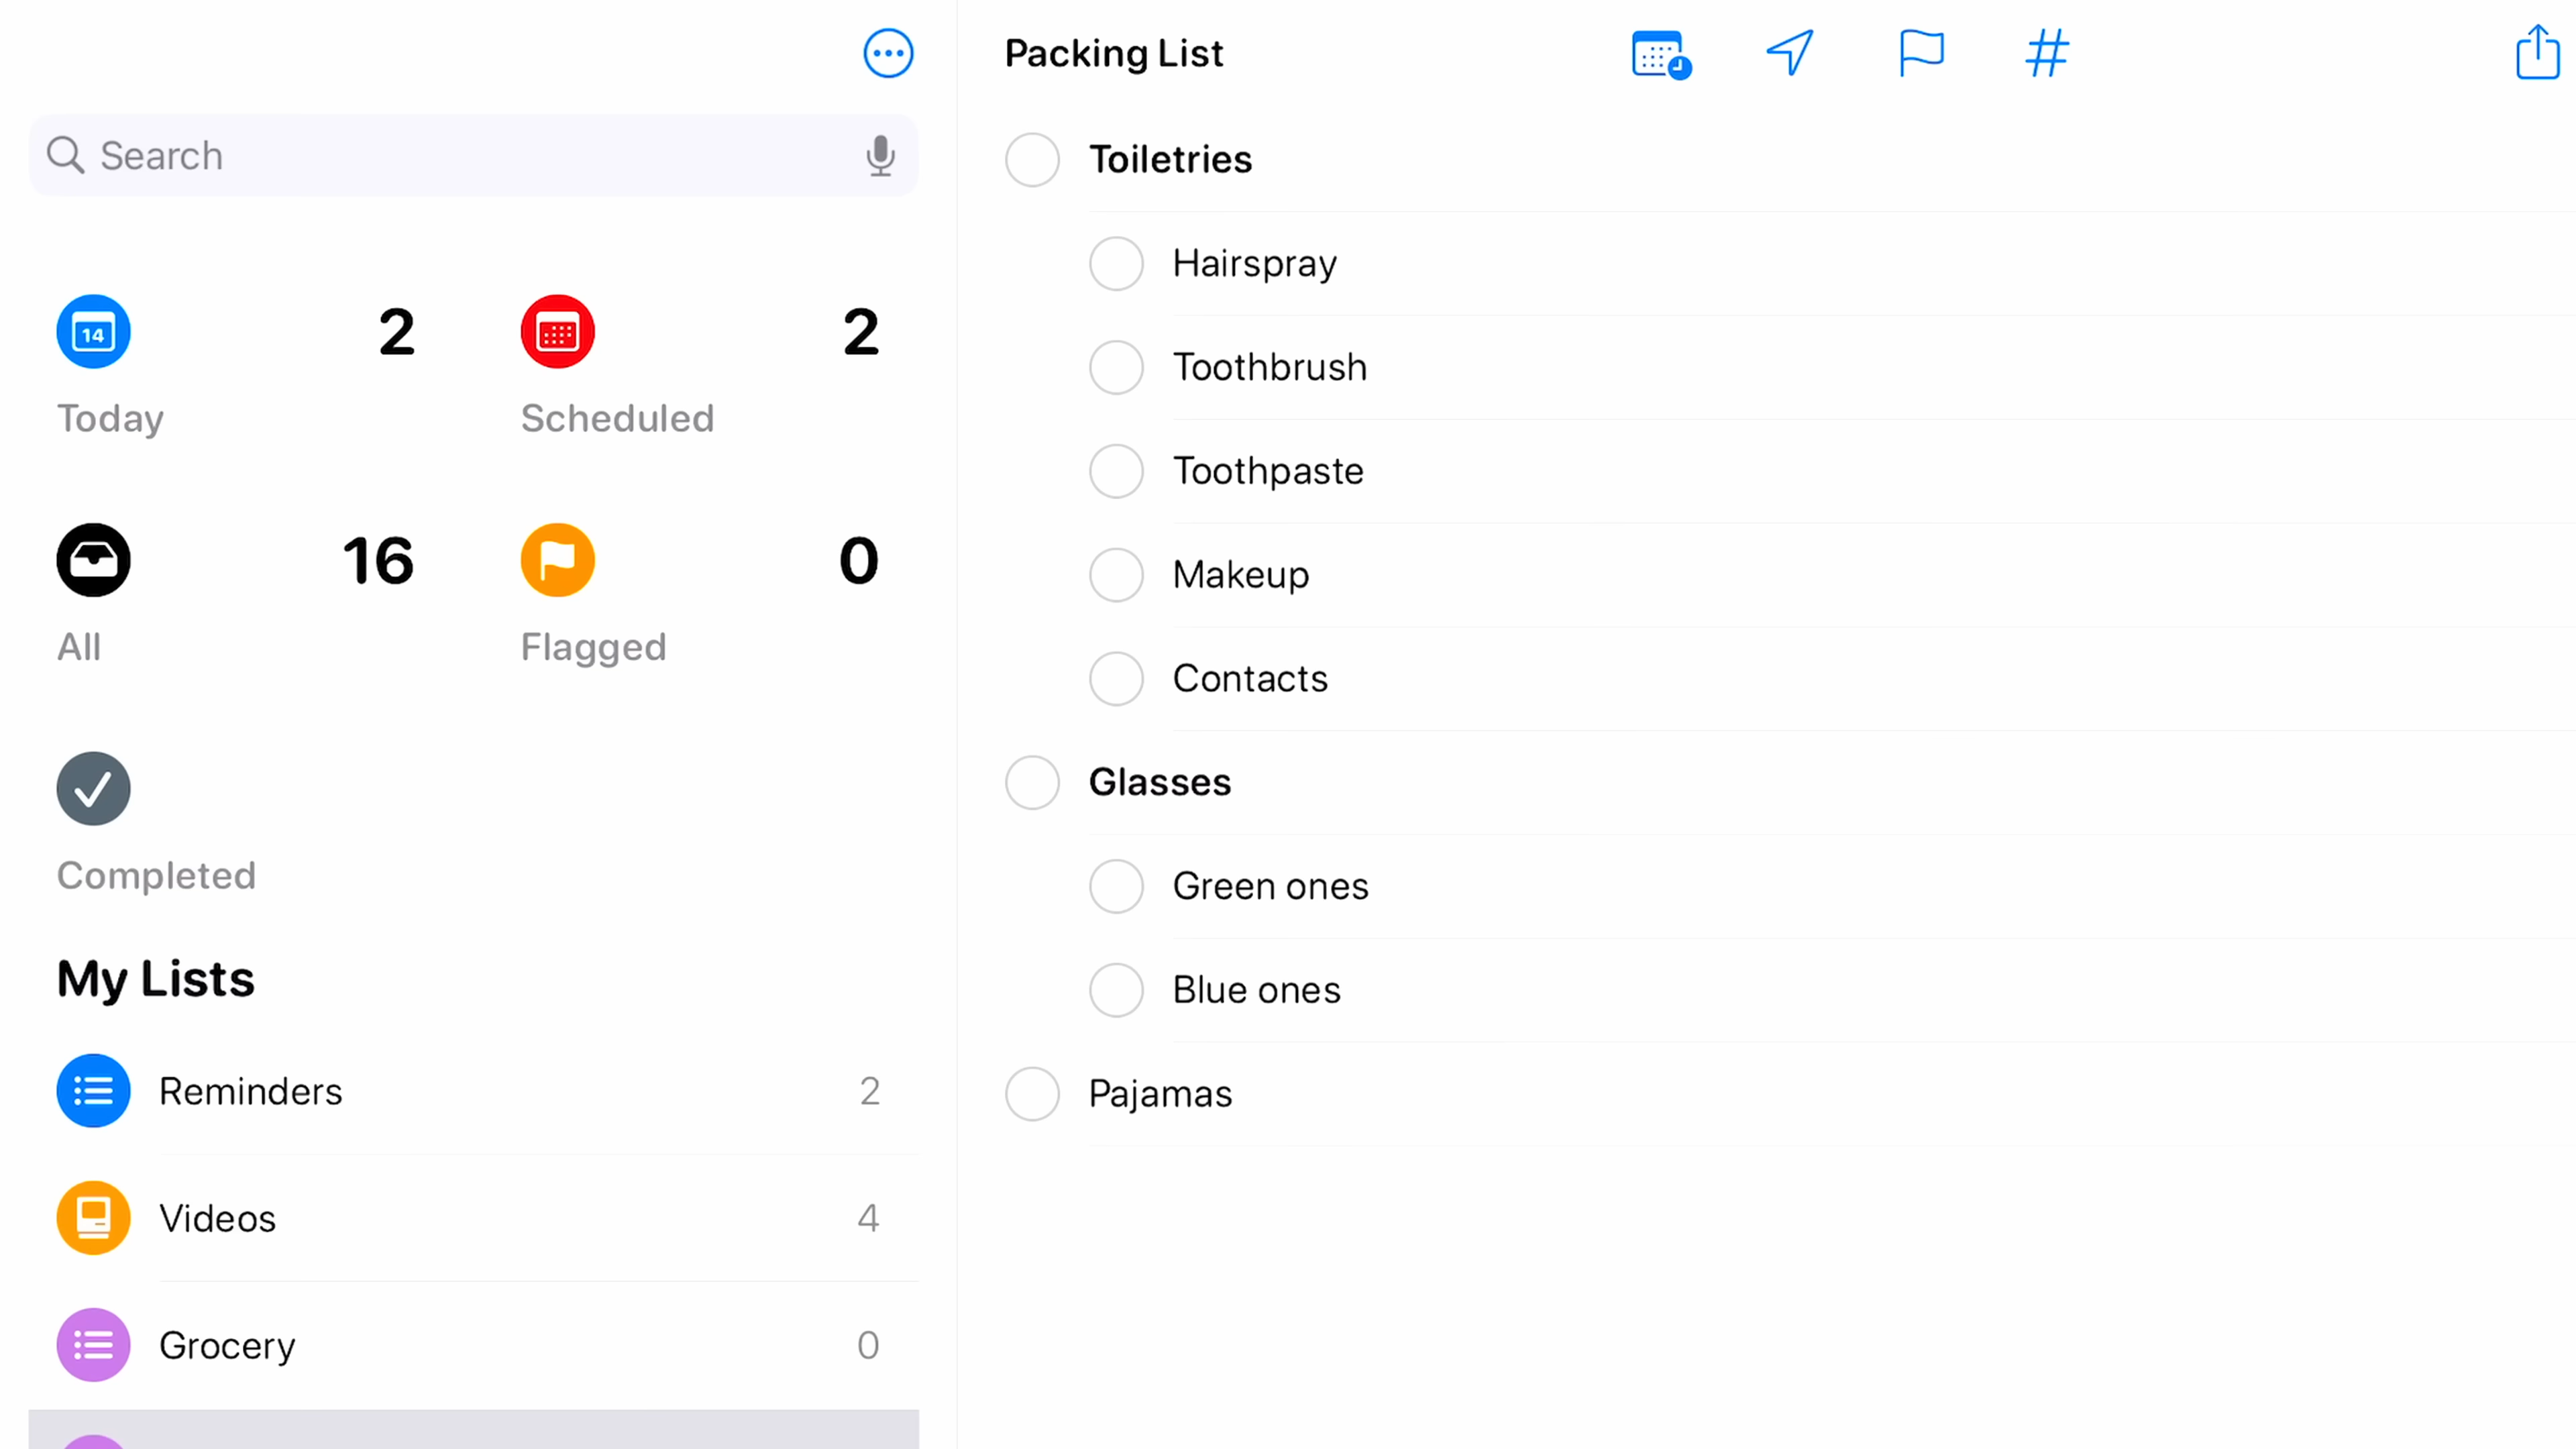 Search
14
2
Today
2
Scheduled
16
All
0
Flagged
Completed
My Lists
Reminders 2
Videos 4
Grocery 0
Packing List
Toiletries
Hairspray
Toothbrush
Toothpaste
Makeup
Contacts
Glasses
Green ones
Blue ones
Pajamas